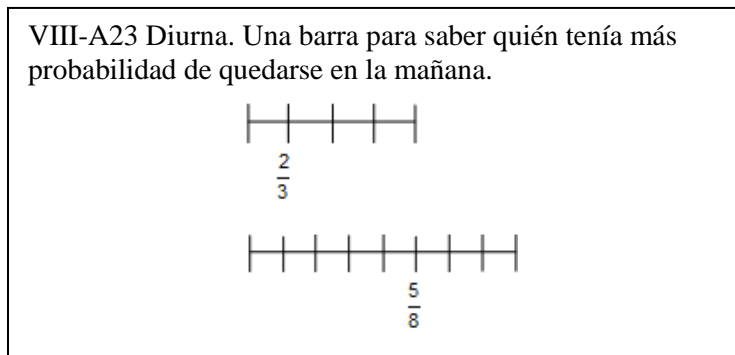 VIII-A23 Diurna. Una barra para saber quién tenía más
probabilidad de quedarse en la mañana.
2
3
5
8